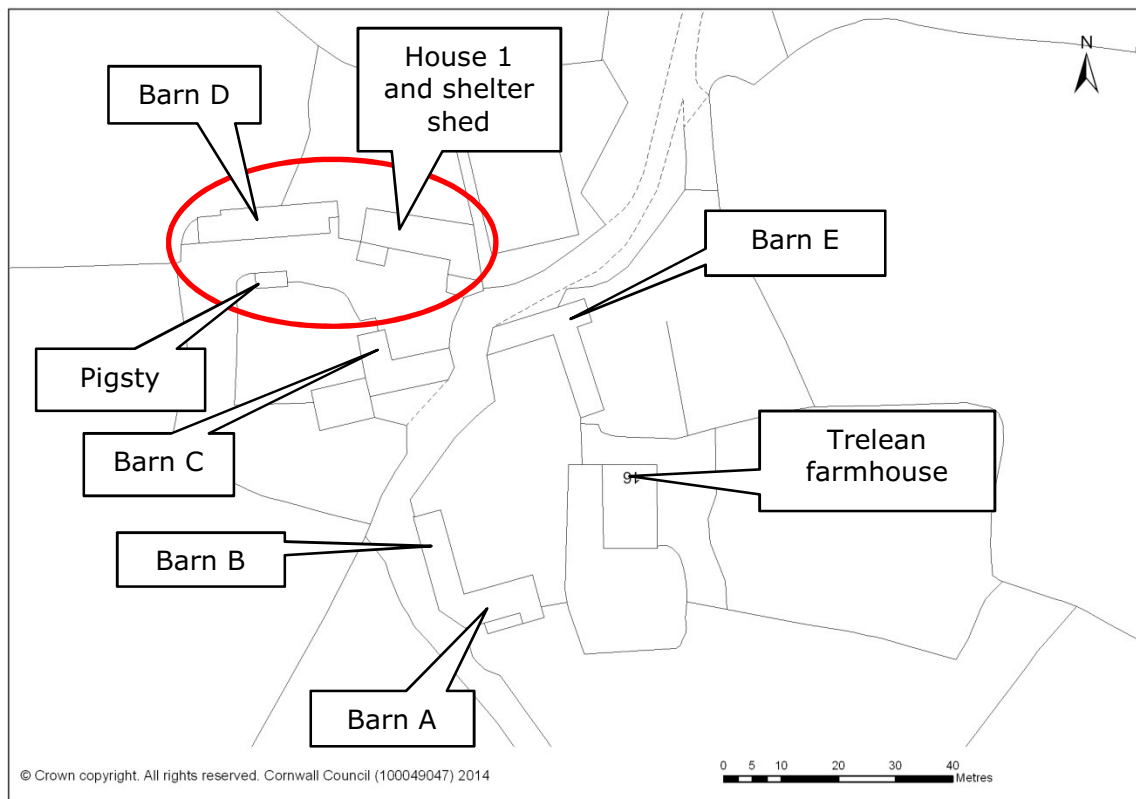 House 1
and shelter
shed
Barn D
N
Barn E
Pigsty
Barn C
Trelean
farmhouse
16
Barn B
Barn A
© Crown copyright. All rights reserved. Cornwall Council (100049047) 2014
0 5 10 20 30 40
Metres